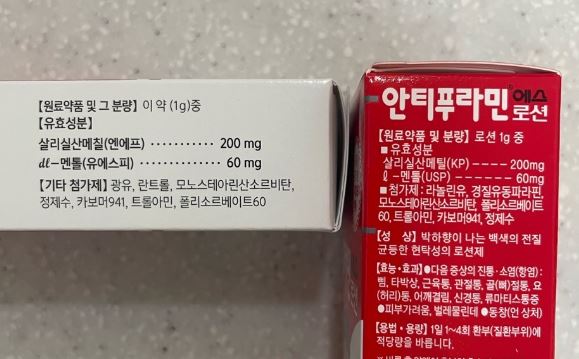 【원료약품 및 그 분량】 이 약 (1g)중
【유효성분】
살리실산메칠(엔에프) ··········· 200 mg
dl-멘톨(유에스피) ·············· 60 mg
【기타 첨가제】 광유, 란트롤, 모노스테아린산소르비탄,
정제수, 카보머941, 트롤아민, 폴리소르베이트60
안티푸라민 에스 로션
【원료약품 및 분량】 로션 1g 중
■ 유효성분
살리실산메틸(KP) ---- 200mg
ℓ-멘톨(USP) ------ 60mg
■ 첨가제 : 라놀린유, 경질유동파라핀,
모노스테아린산소르비탄, 폴리소르베이트
60, 트롤아민, 카보머941, 정제수
【성 상】 박하향이 나는 백색의 전질
균등한 현탁성의 로션제
【효능·효과】 ●다음 증상의 진통·소염(항염) :
삠, 타박상, 근육통, 관절통, 골(뼈)절통, 요
(허리)통, 어깨결림, 신경통, 류마티스통증
●피부가려움, 벌레물린데 ●동창(언 상처)
【용법·용량】 1일 1~4회 환부(질환부위)에
적당량을 바릅니다.